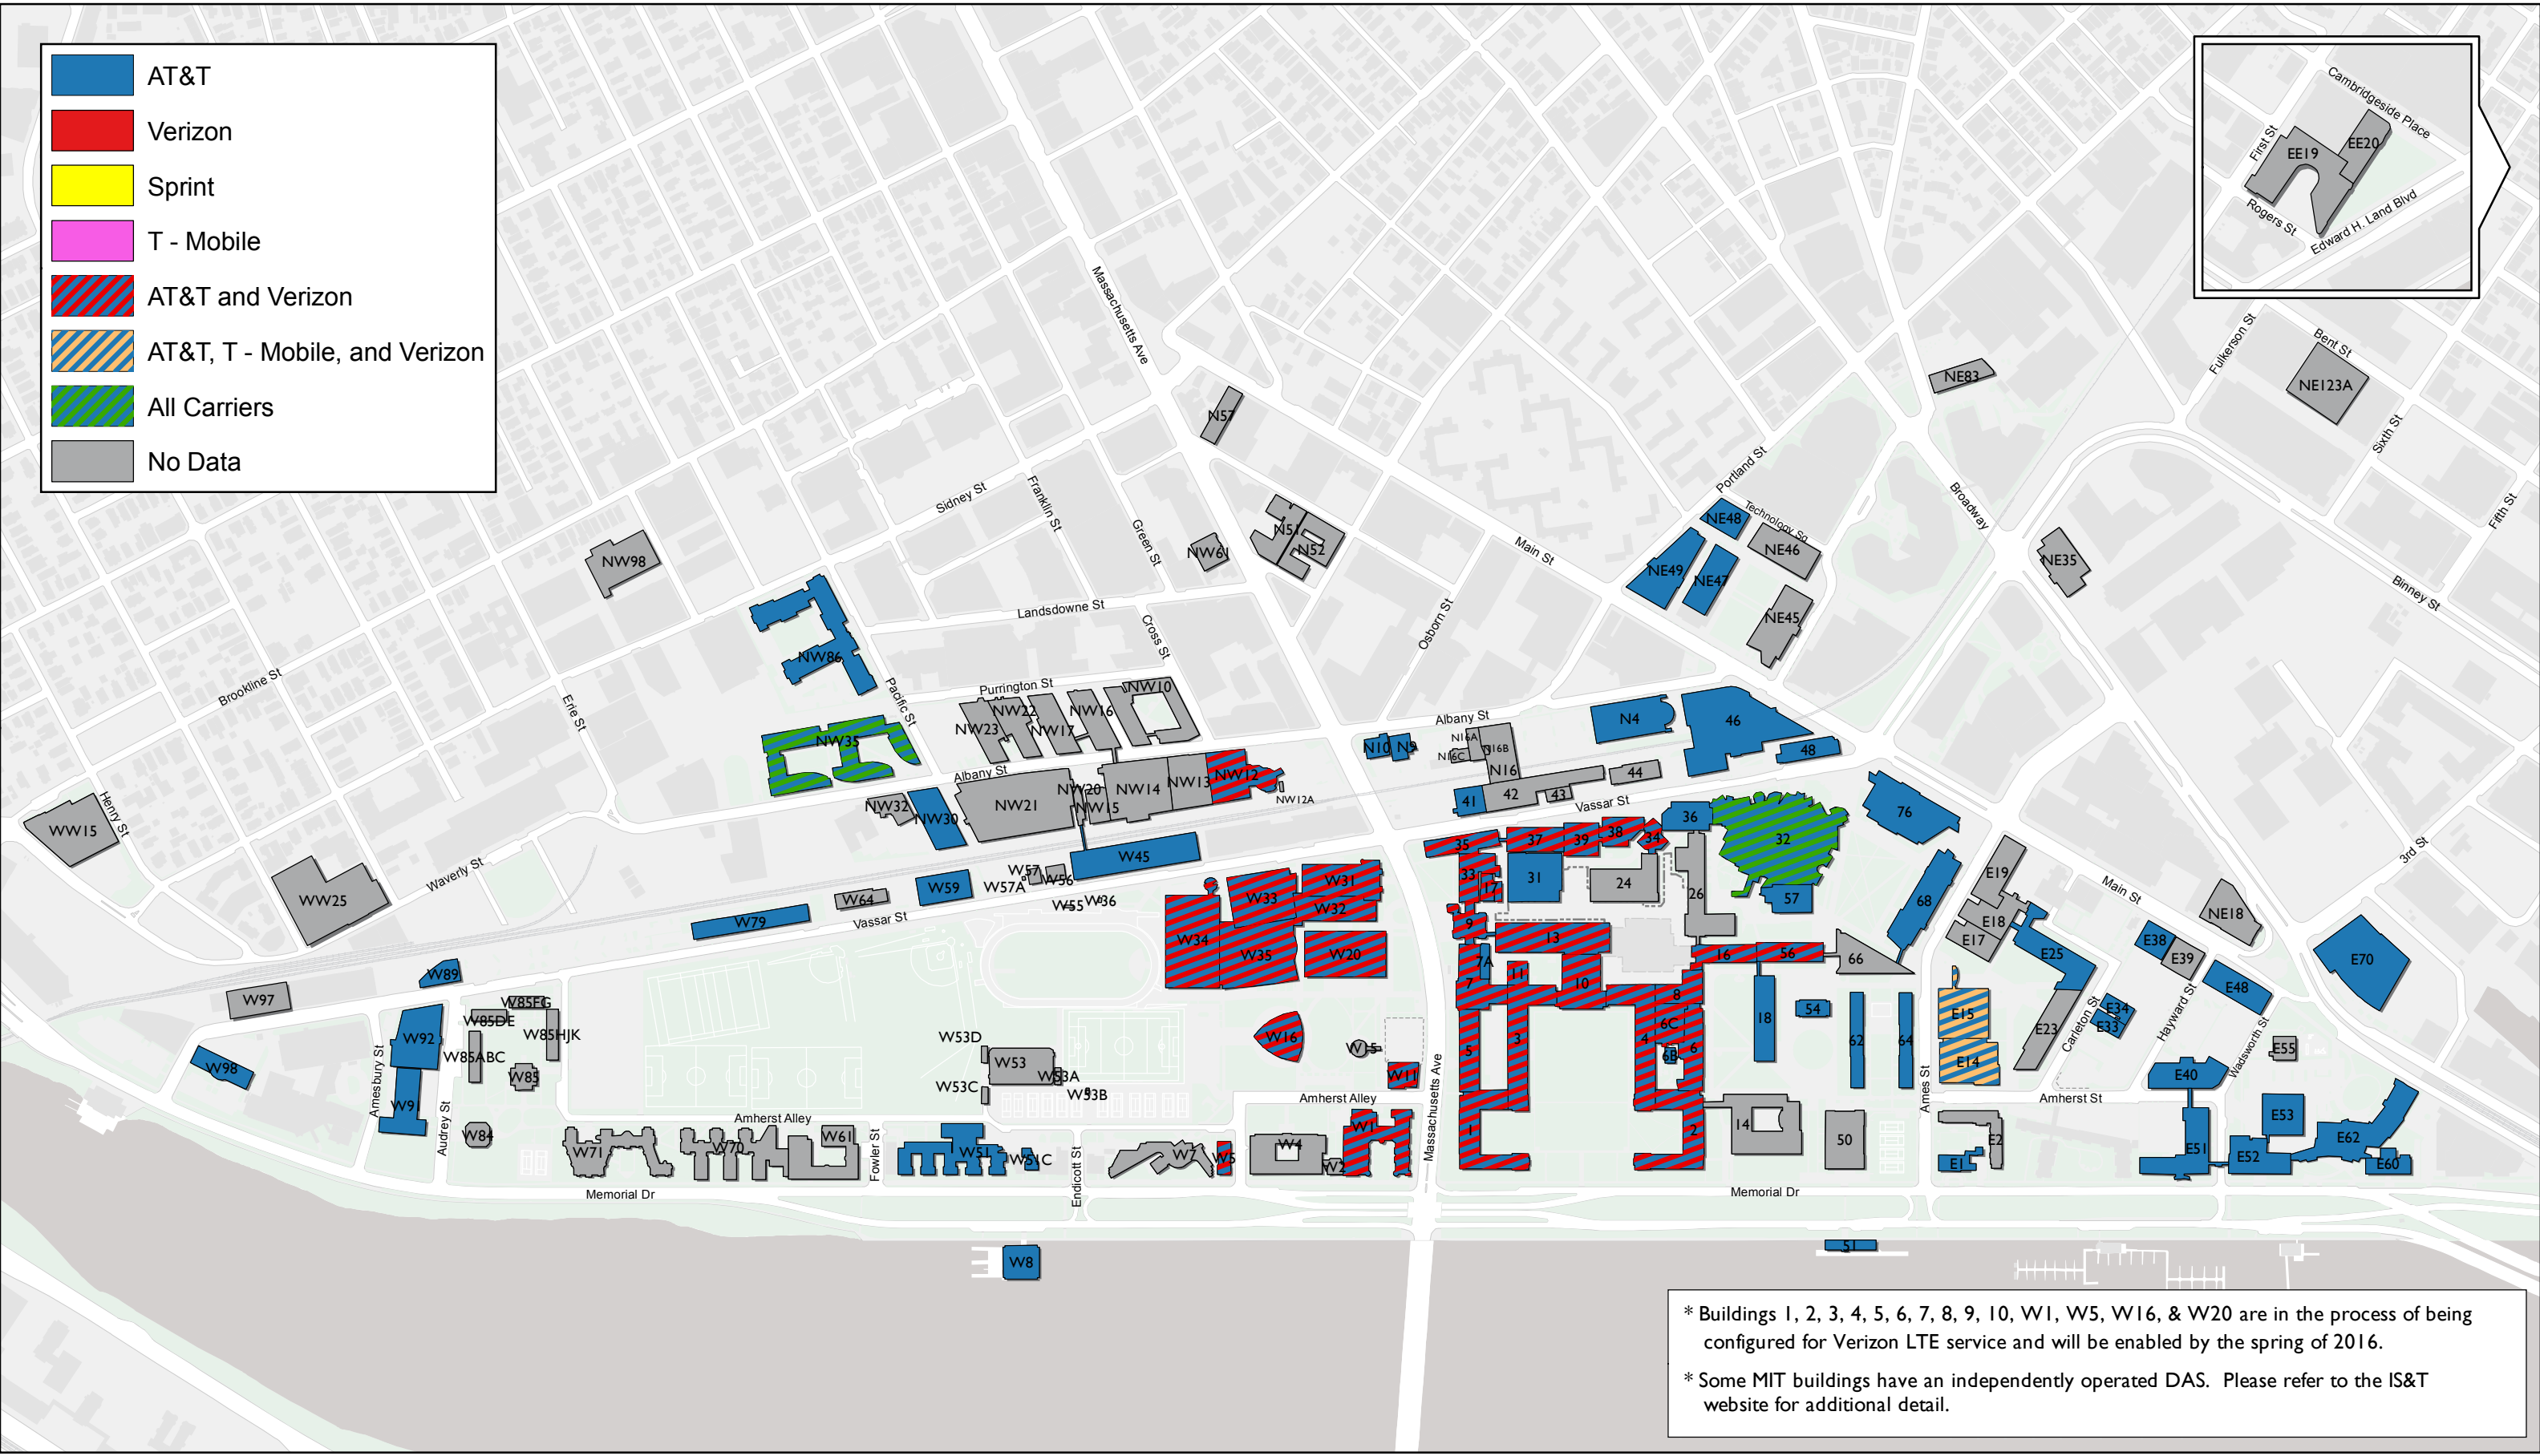 AT&T
Verizon
Sprint
T - Mobile
AT&T and Verizon
AT&T, T - Mobile, and Verizon
All Carriers
No Data
Cambridgeside Place
First St
EE19
EE20
Rogers St
Edward H. Land Blvd
Massachusetts Ave
Fulkerson St
Bent St
NE123A
Sixth St
Fifth St
NE83
N57
Portland St
Technology Sq
Broadway
Binney St
Sidney St
Franklin St
Green St
NW61
N51
N52
Main St
NE48
NE46
NE49
NE47
NE45
NE35
NW98
Landsdowne St
Cross St
Osborn St
NW86
Brookline St
Erie St
Pacific St
Purrington St
NW10
NW16
NW22
NW23
NW17
NW35
Albany St
Albany St
N4
46
48
N10
N9
N16A
N16B
N16C
N16
44
42
43
41
Vassar St
NW12
NW13
NW14
NW20
NW15
NW12A
NW21
NW32
NW30
Henry St
WW15
WW25
Waverly St
W45
W57
W57A
W56
W55
W36
W59
W64
W79
Vassar St
W89
W97
W98
W92
W91
Amesbury St
Audrey St
W85FG
W85DE
W85HJK
W85ABC
W85
W84
W71
W70
W61
Amherst Alley
Fowler St
W51
W51C
Endicott St
Memorial Dr
W8
W53D
W53
W53A
W53C
W53B
W34
W33
W35
W31
W32
W20
W16
W15
W11
Amherst Alley
W7
W5
W4
W2
W1
Massachusetts Ave
35
37
39
38
34
36
32
76
33
17
31
24
26
57
68
9
13
16
56
66
7A
11
10
7
8
5
3
4
6C
6B
6
18
54
62
64
1
2
14
50
Memorial Dr
51
Ames St
E19
E18
E17
E25
E15
E14
E23
E2
E1
Main St
3rd St
NE18
E38
E39
E48
E70
E34
E33
Carleton St
Hayward St
Wadsworth St
E55
E40
Amherst St
E53
E51
E52
E62
E60
* Buildings 1, 2, 3, 4, 5, 6, 7, 8, 9, 10, W1, W5, W16, & W20 are in the process of being
configured for Verizon LTE service and will be enabled by the spring of 2016.
* Some MIT buildings have an independently operated DAS. Please refer to the IS&T
website for additional detail.